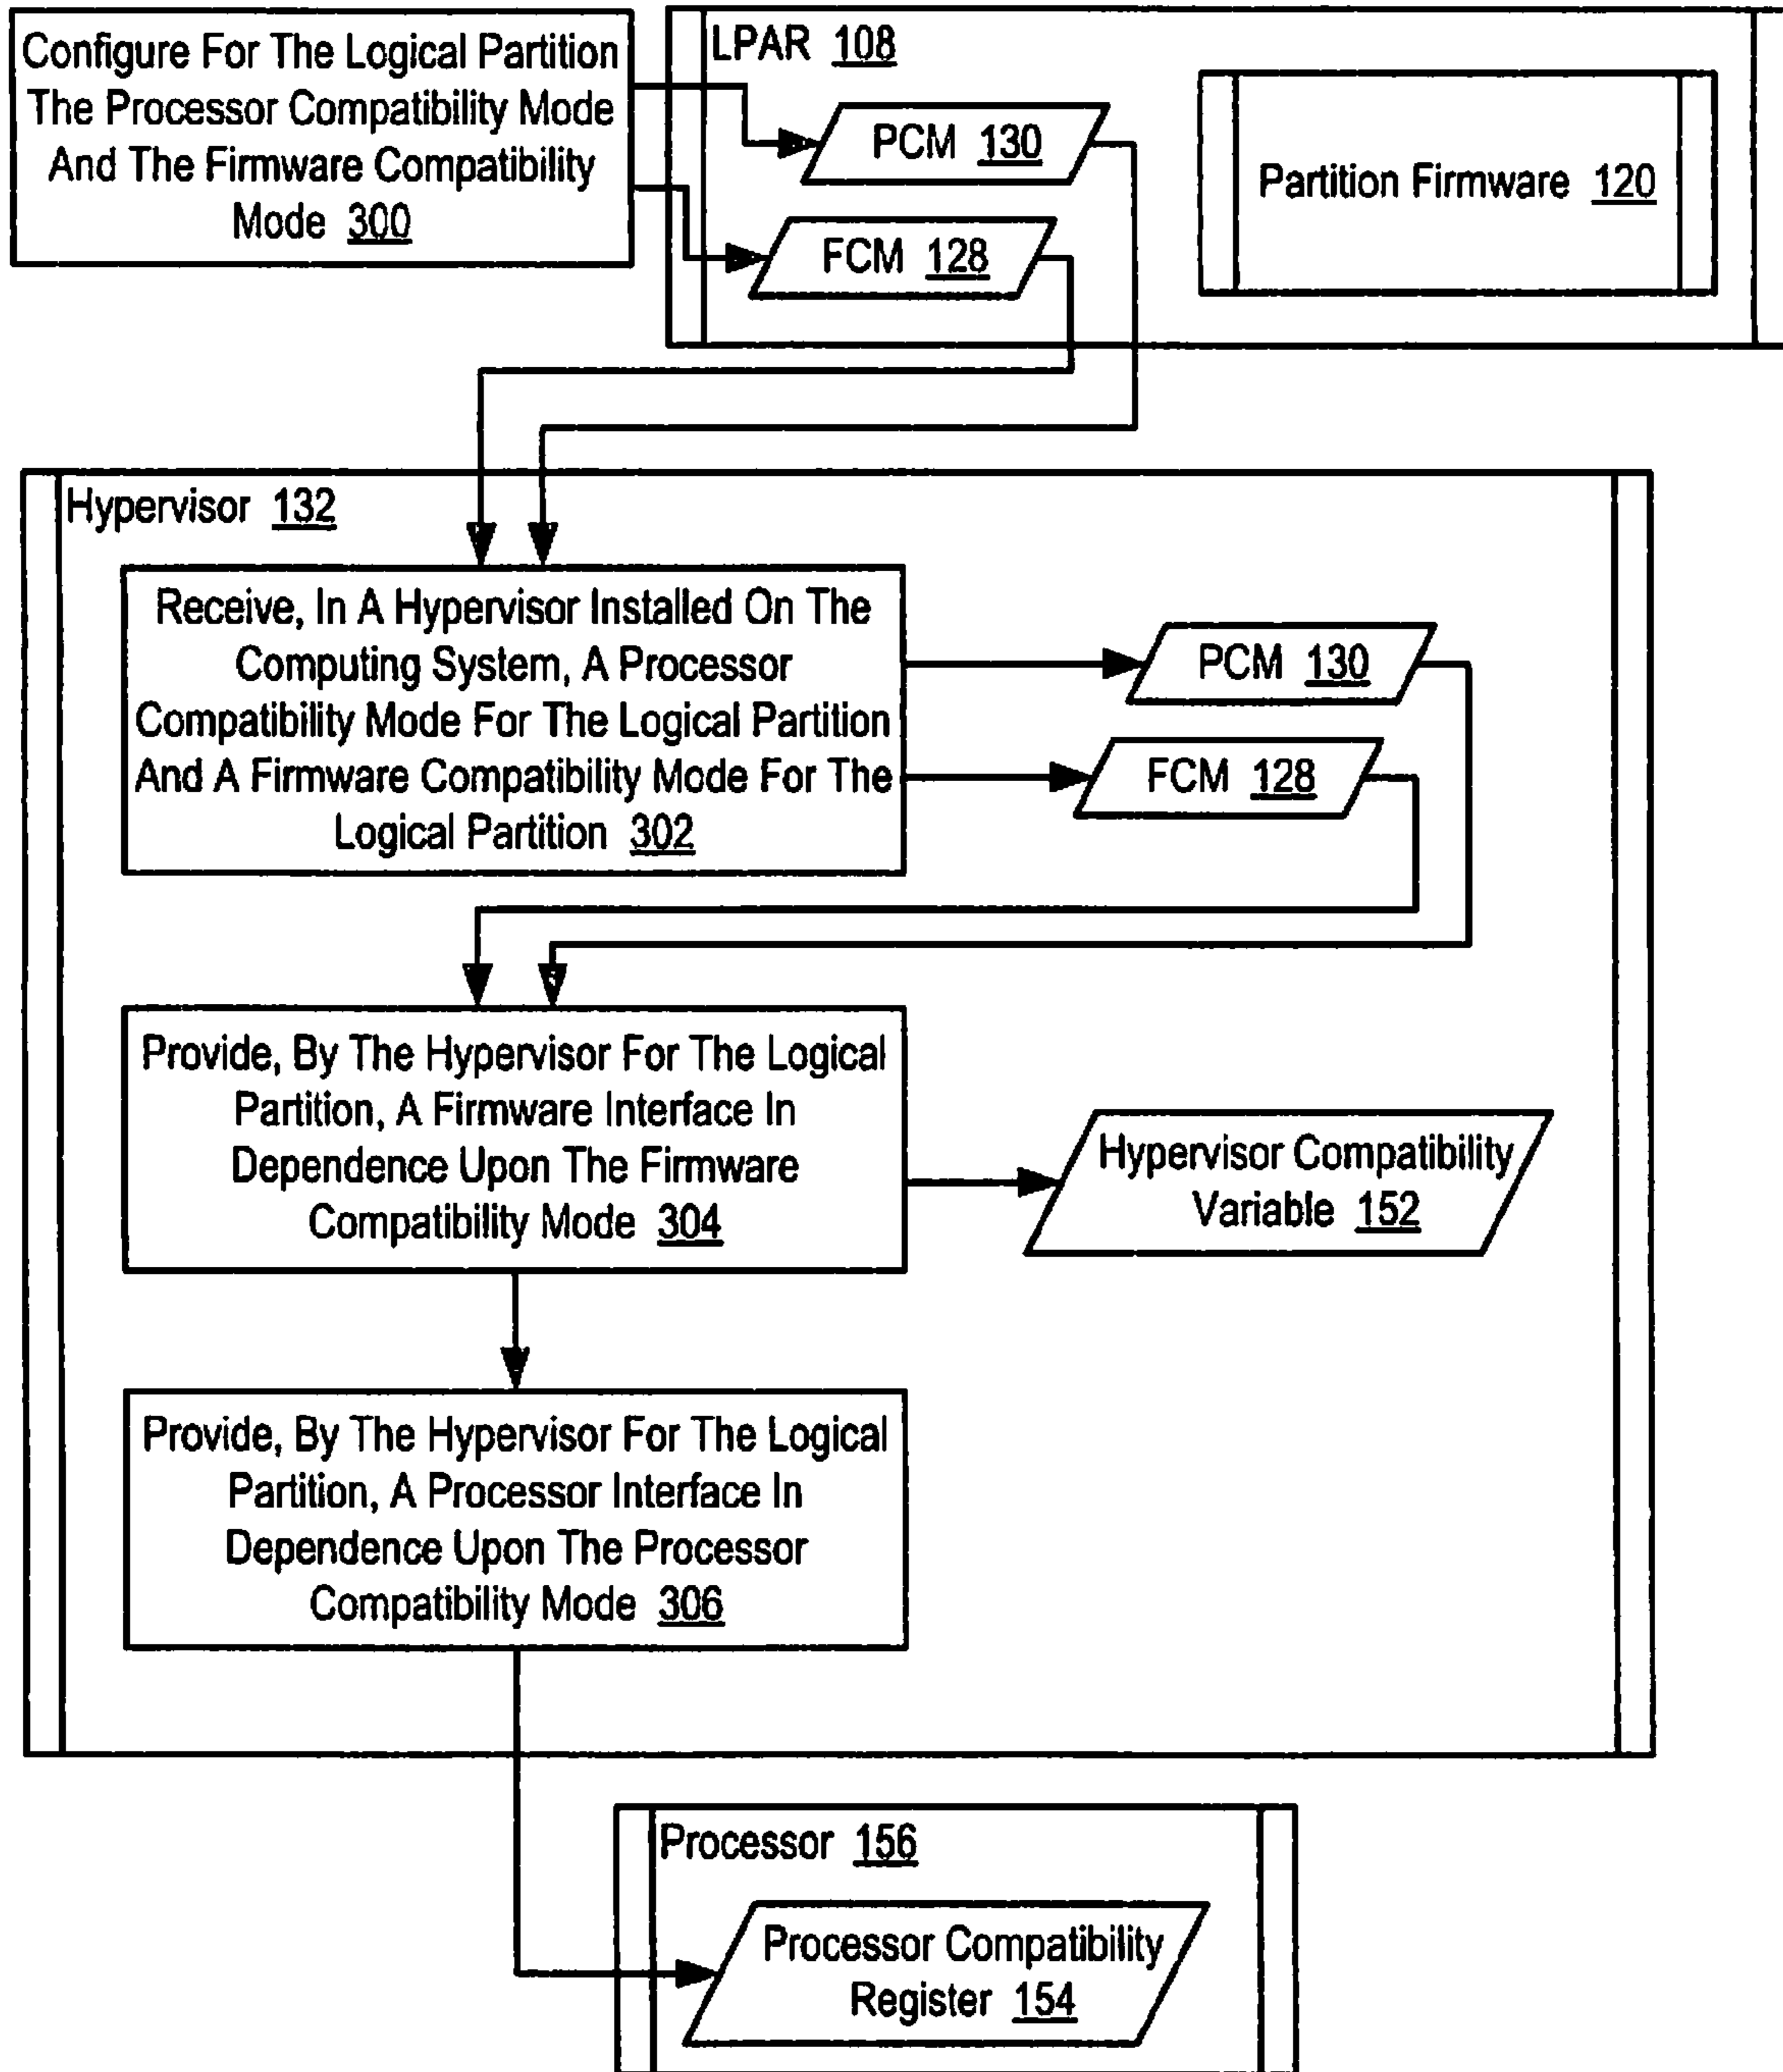 Configure For The Logical Partition
The Processor Compatibility Mode
And The Firmware Compatibility
Mode 300
LPAR 108
PCM 130
FCM 128
Partition Firmware 120
Hypervisor 132
Receive, In A Hypervisor Installed On The
Computing System, A Processor
Compatibility Mode For The Logical Partition
And A Firmware Compatibility Mode For The
Logical Partition 302
PCM 130
FCM 128
Provide, By The Hypervisor For The Logical
Partition, A Firmware Interface In
Dependence Upon The Firmware
Compatibility Mode 304
Hypervisor Compatibility
Variable 152
Provide, By The Hypervisor For The Logical
Partition, A Processor Interface In
Dependence Upon The Processor
Compatibility Mode 306
Processor 156
Processor Compatibility
Register 154